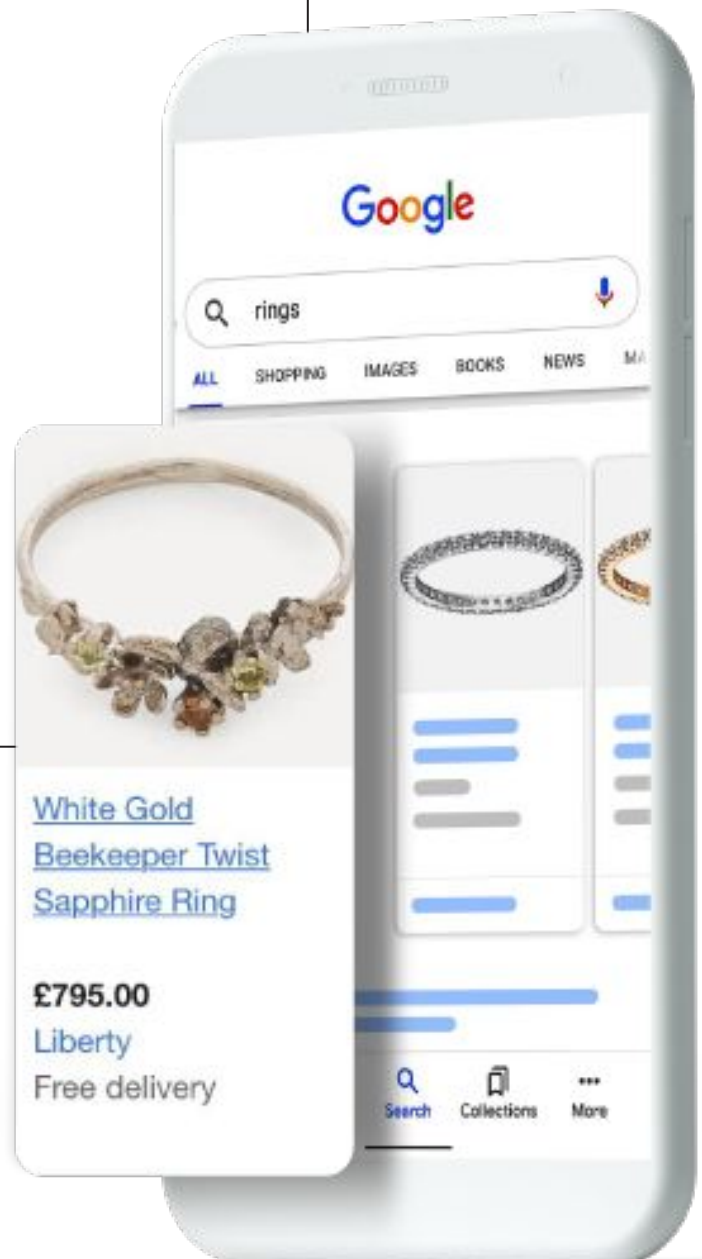 Google
rings
ALL SHOPPING IMAGES BOOKS NEWS MA
White Gold
Beekeeper Twist
Sapphire Ring
£795.00
Liberty
Free delivery
Search Collections More